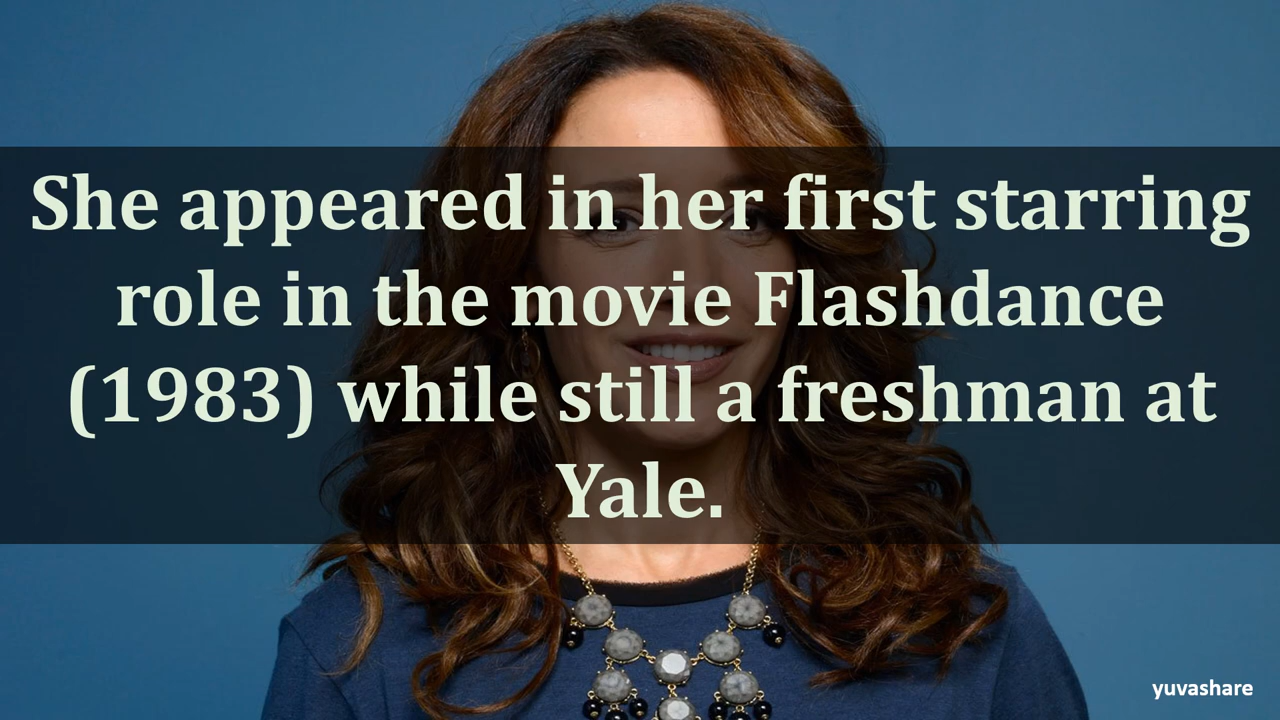 She appeared in her first starring
role in the movie Flashdance
(1983) while still a freshman at
Yale.
yuvashare